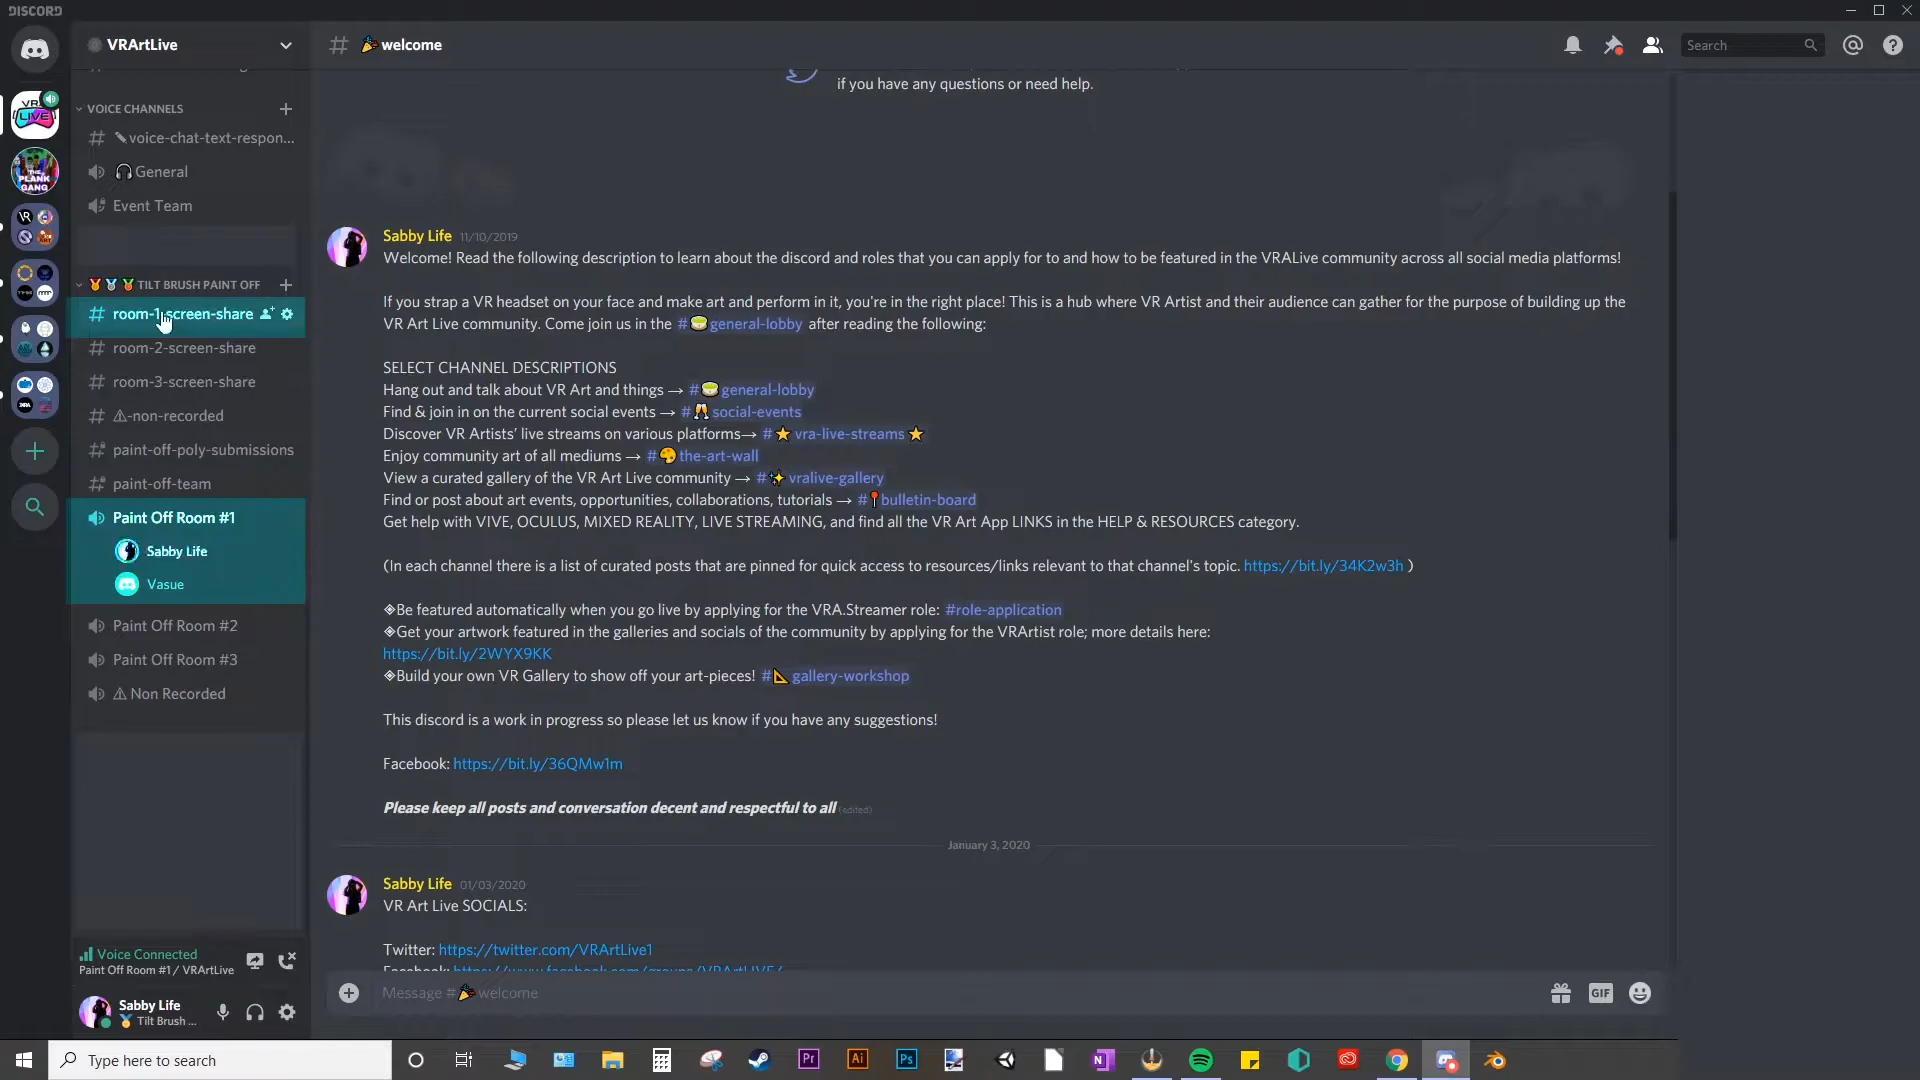 DISCORD
VRArtLive
welcome
Search
if you have any questions or need help.
VOICE CHANNELS
voice-chat-text-respon...
General
Event Team
TILT BRUSH PAINT OFF
room-1-screen-share
room-2-screen-share
room-3-screen-share
-non-recorded
paint-off-poly-submissions
paint-off-team
Paint Off Room #1
Sabby Life
Vasue
Paint Off Room #2
Paint Off Room #3
Non Recorded
VR
LIVE
THE
PLANK
GANG
Sabby Life 11/10/2019
Welcome! Read the following description to learn about the discord and roles that you can apply for to and how to be featured in the VRALive community across all social media platforms!
If you strap a VR headset on your face and make art and perform in it, you're in the right place! This is a hub where VR Artist and their audience can gather for the purpose of building up the
VR Art Live community. Come join us in the #general-lobby after reading the following:
SELECT CHANNEL DESCRIPTIONS
Hang out and talk about VR Art and things → #general-lobby
Find & join in on the current social events → #social-events
Discover VR Artists' live streams on various platforms→ #⭐vra-live-streams⭐
Enjoy community art of all mediums → #the-art-wall
View a curated gallery of the VR Art Live community → #✨vralive-gallery
Find or post about art events, opportunities, collaborations, tutorials → #📍bulletin-board
Get help with VIVE, OCULUS, MIXED REALITY, LIVE STREAMING, and find all the VR Art App LINKS in the HELP & RESOURCES category.
(In each channel there is a list of curated posts that are pinned for quick access to resources/links relevant to that channel's topic. https://bit.ly/34K2w3h )
◈Be featured automatically when you go live by applying for the VRA.Streamer role: #role-application
◈Get your artwork featured in the galleries and socials of the community by applying for the VRArtist role; more details here:
https://bit.ly/2WYX9KK
◈Build your own VR Gallery to show off your art-pieces! #📐gallery-workshop
This discord is a work in progress so please let us know if you have any suggestions!
Facebook: https://bit.ly/36QMw1m
Please keep all posts and conversation decent and respectful to all (edited)
January 3, 2020
Sabby Life 01/03/2020
VR Art Live SOCIALS:
Twitter: https://twitter.com/VRArtLive1
Facebook: https://www.facebook.com/groups/VRArtLIVE/
Message #welcome
GIF
Voice Connected
Paint Off Room #1 / VRArtLive
Sabby Life
Tilt Brush ...
Type here to search
Pr
Ai
Ps
N